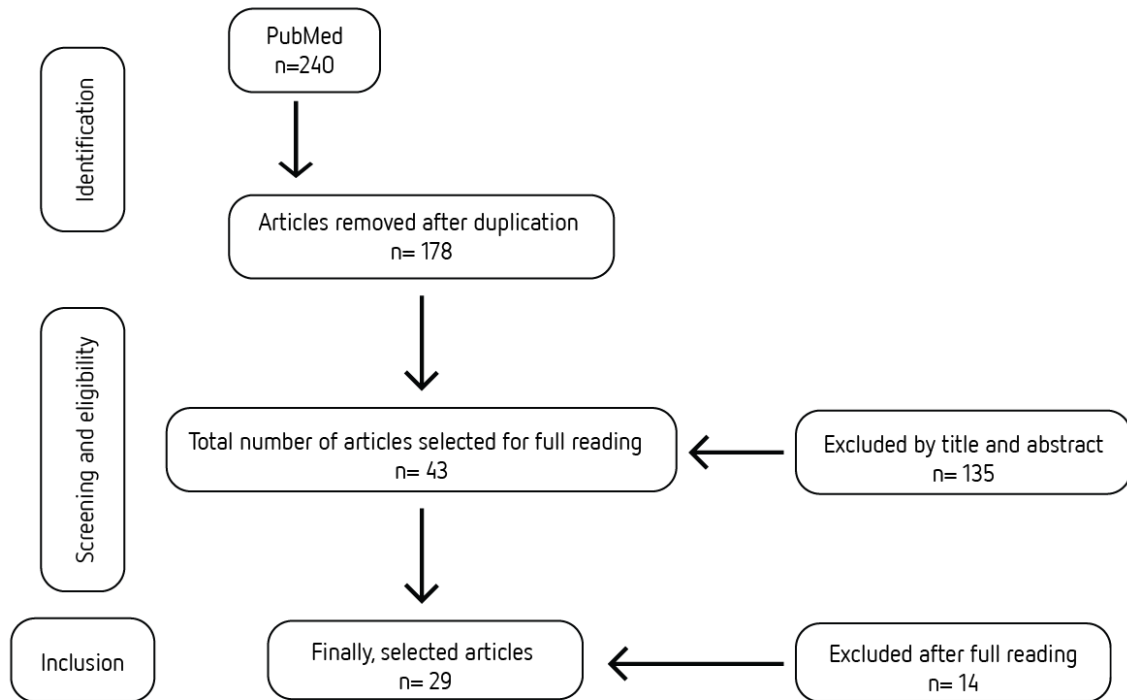 PubMed
n=240
Identification
Articles removed after duplication
n= 178
Screening and eligibility
Total number of articles selected for full reading
n= 43
Excluded by title and abstract
n= 135
Inclusion
Finally, selected articles
n= 29
Excluded after full reading
n= 14